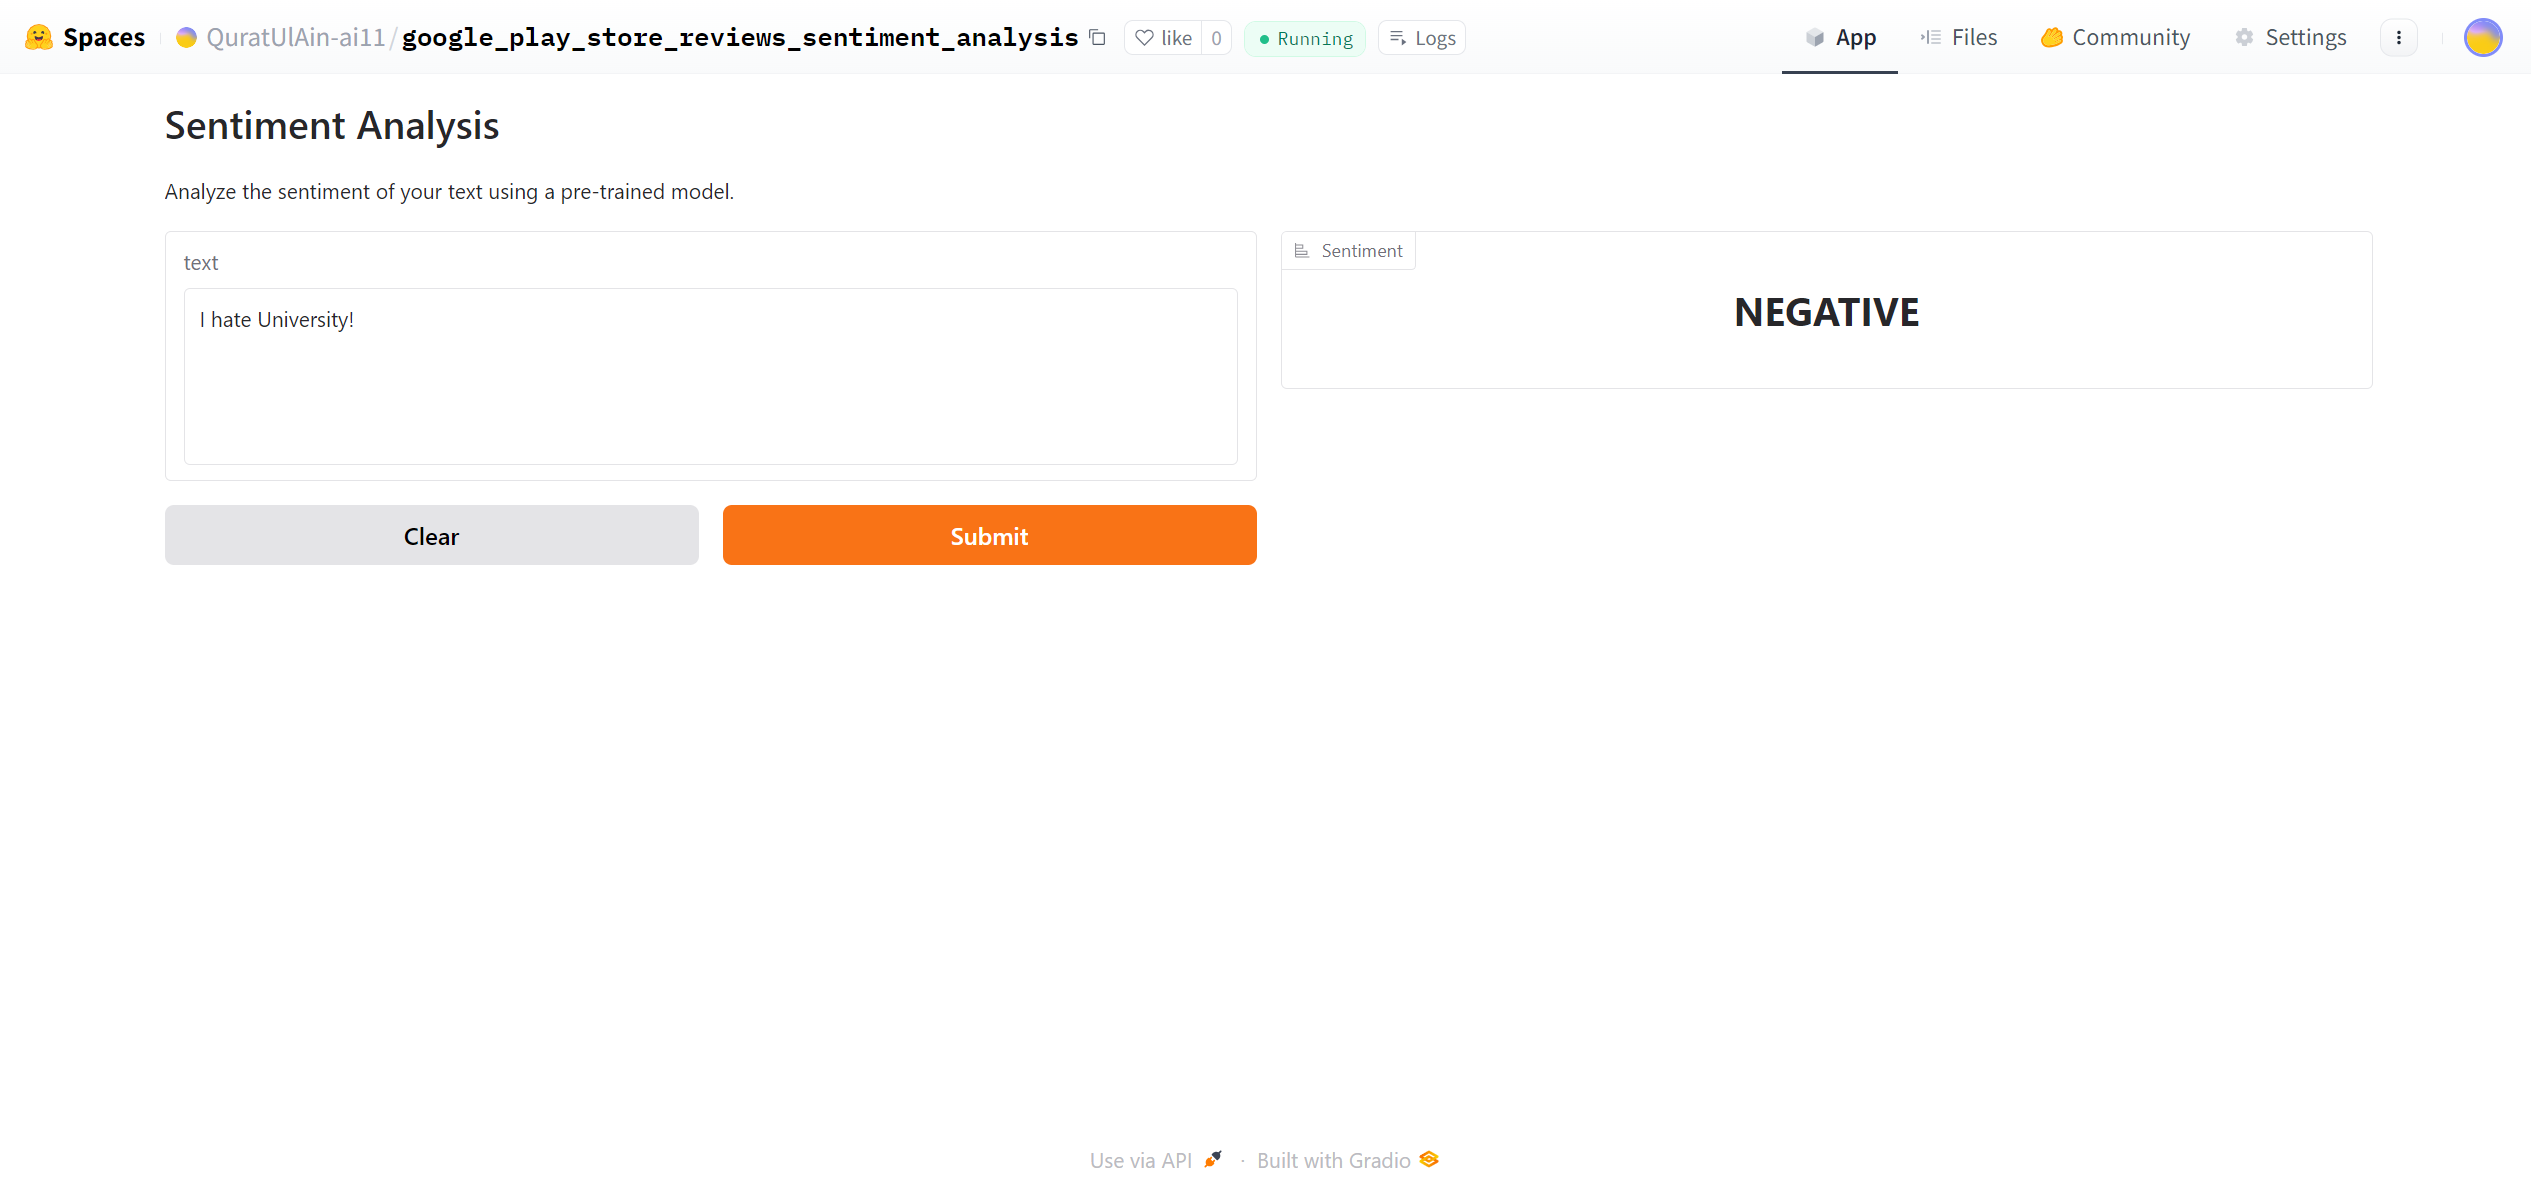 Spaces QuratUlAin-ai11/google_play_store_reviews_sentiment_analysis like 0 Running Logs App Files Community Settings
Sentiment Analysis
Analyze the sentiment of your text using a pre-trained model.
text
I hate University!
Sentiment
NEGATIVE
Clear Submit
Use via API · Built with Gradio